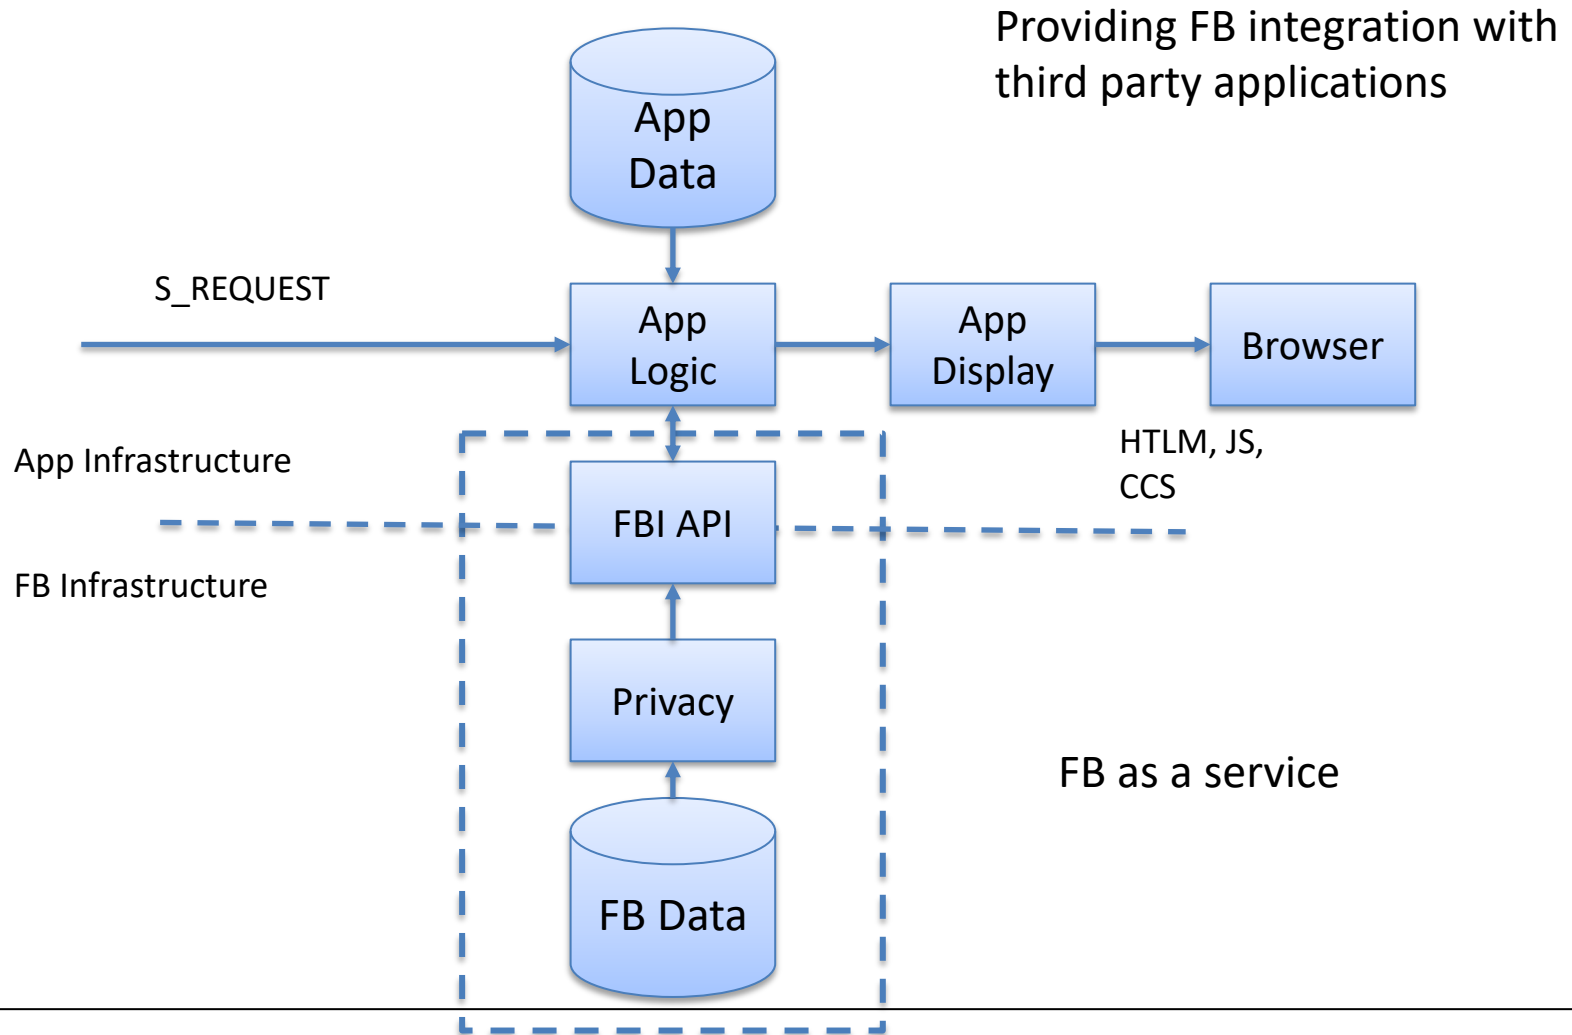 Providing FB integration with
third party applications
App
Data
S_REQUEST
App
Logic
App
Display
Browser
HTLM, JS,
CCS
App Infrastructure
FBI API
FB Infrastructure
Privacy
FB as a service
FB Data